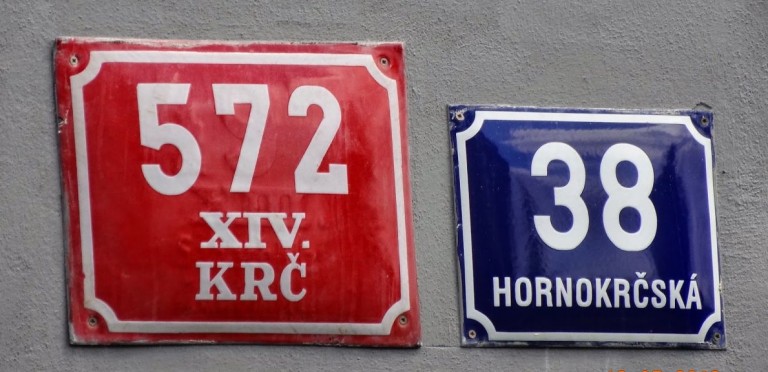 572
XIV.
KRČ
38
HORNOKRČSKÁ